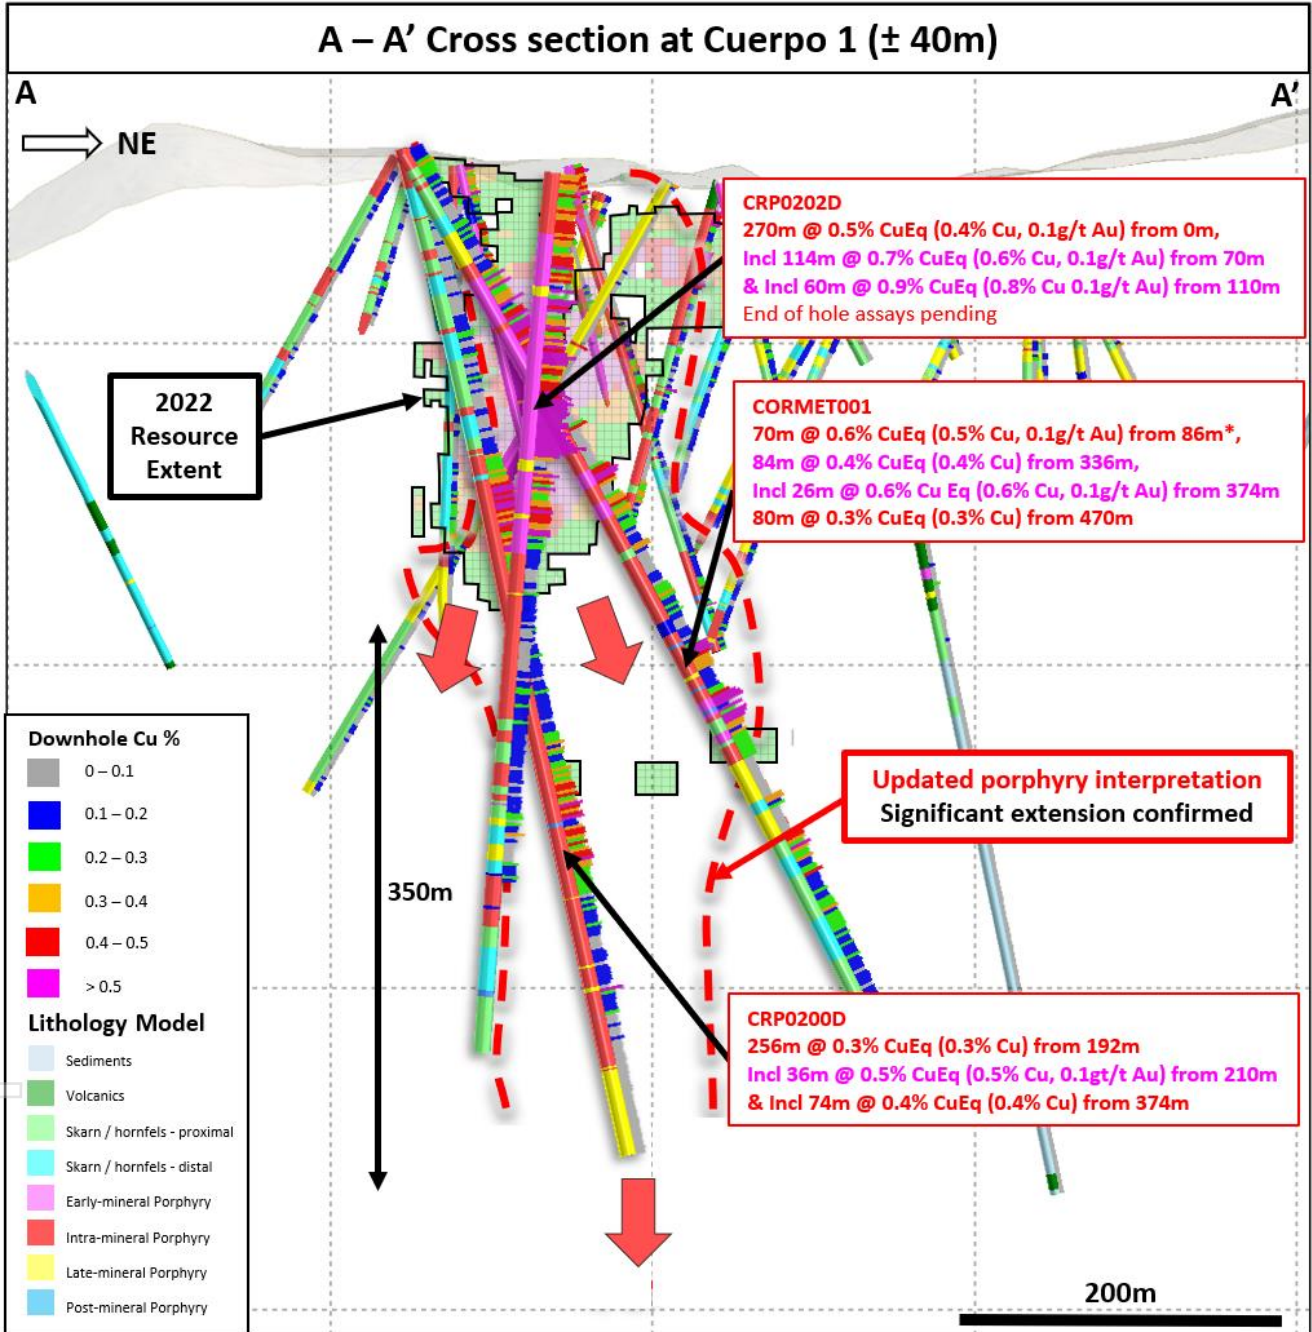 A – A’ Cross section at Cuerpo 1 (± 40m)
A
A’
NE
CRP0202D
270m @ 0.5% CuEq (0.4% Cu, 0.1g/t Au) from 0m,
Incl 114m @ 0.7% CuEq (0.6% Cu, 0.1g/t Au) from 70m
& Incl 60m @ 0.9% CuEq (0.8% Cu 0.1g/t Au) from 110m
End of hole assays pending
2022
Resource
Extent
CORMET001
70m @ 0.6% CuEq (0.5% Cu, 0.1g/t Au) from 86m*,
84m @ 0.4% CuEq (0.4% Cu) from 336m,
Incl 26m @ 0.6% Cu Eq (0.6% Cu, 0.1g/t Au) from 374m
80m @ 0.3% CuEq (0.3% Cu) from 470m
Updated porphyry interpretation
Significant extension confirmed
350m
CRP0200D
256m @ 0.3% CuEq (0.3% Cu) from 192m
Incl 36m @ 0.5% CuEq (0.5% Cu, 0.1gt/t Au) from 210m
& Incl 74m @ 0.4% CuEq (0.4% Cu) from 374m
Downhole Cu %
0 – 0.1
0.1 – 0.2
0.2 – 0.3
0.3 – 0.4
0.4 – 0.5
> 0.5
Lithology Model
Sediments
Volcanics
Skarn / hornfels - proximal
Skarn / hornfels - distal
Early-mineral Porphyry
Intra-mineral Porphyry
Late-mineral Porphyry
Post-mineral Porphyry
200m